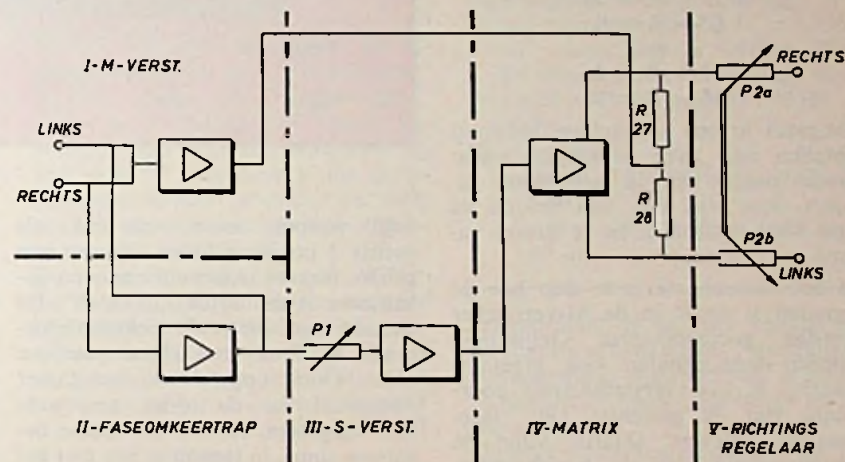 I-M-VERST.
LINKS
RECHTS
II-FASEOMKEERTRAP
P1
III-S-VERST.
IV-MATRIX
R
27
R
28
RECHTS
P2a
P2b
LINKS
V-RICHTINGS
REGELAAR